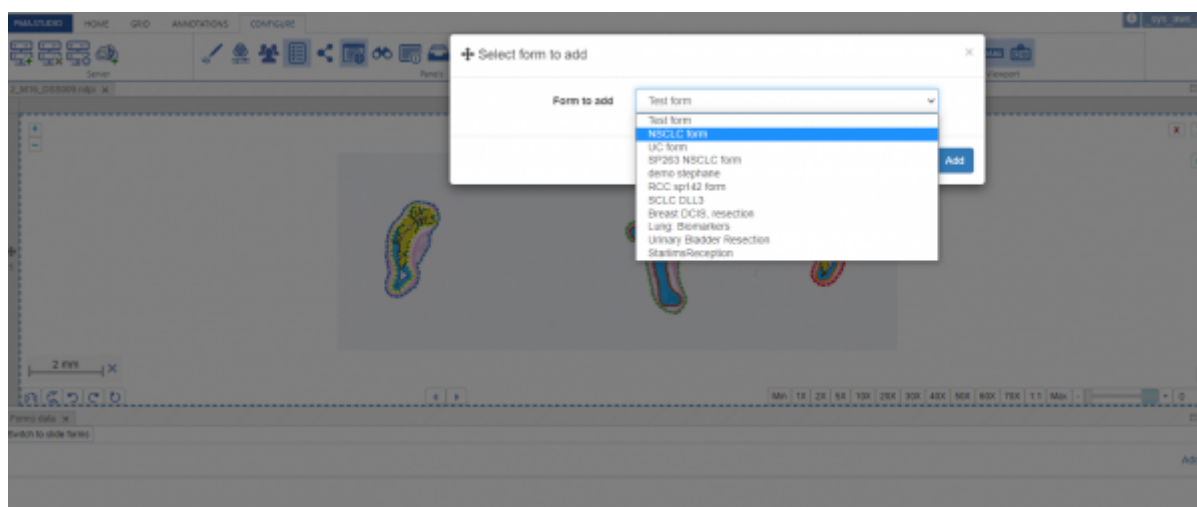 PMA.STUDIO HOME GRID ANNOTATIONS CONFIGURE sys_aws
Select form to add ×
Server Panels Viewport
Form to add Test form
Test form
NSCLC form
UC form
SP263 NSCLC form
demo stephane
RCC sp142 form
SCLC DLL3
Breast DCIS, resection
Lung: Biomarkers
Urinary Bladder Resection
StarlimsReception
Add
X
2 mm
Min 1X 2X 5X 10X 20X 30X 40X 50X 60X 70X 1:1 Max - + 0
Forms data x
Switch to slide forms
Add